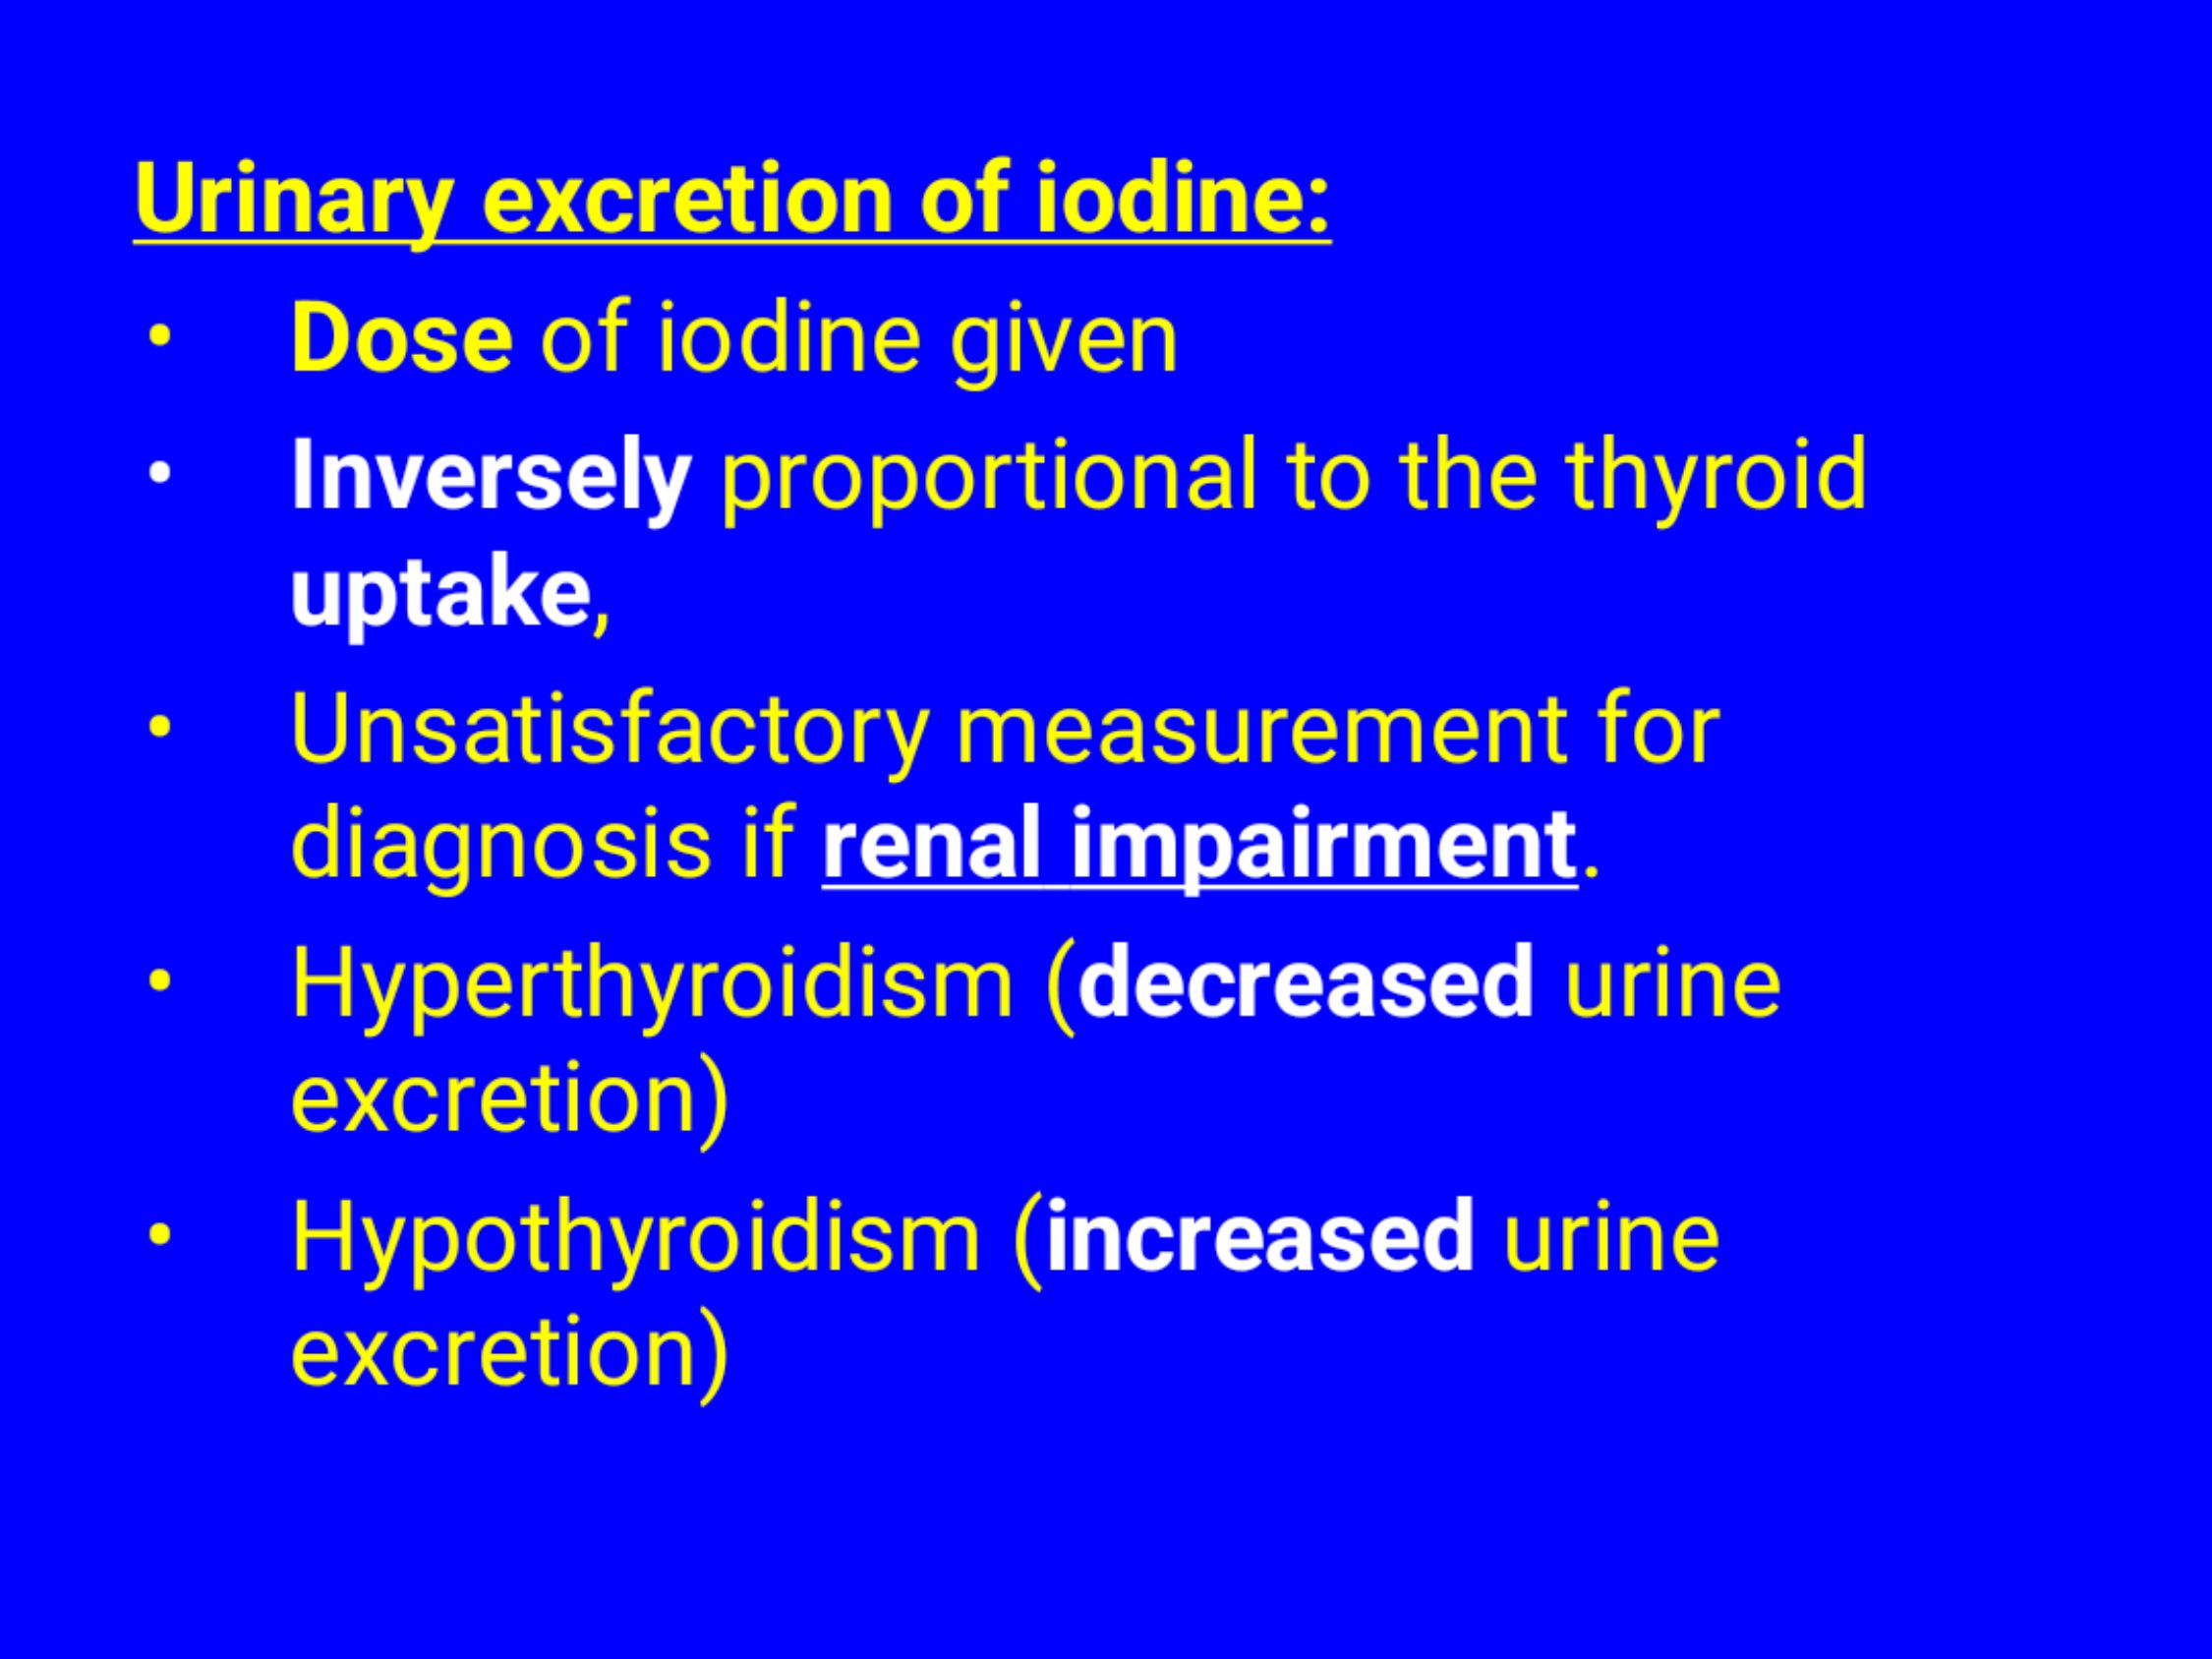 Urinary excretion of iodine:
• Dose of iodine given
• Inversely proportional to the thyroid
uptake,
• Unsatisfactory measurement for
diagnosis if renal impairment.
• Hyperthyroidism (decreased urine
excretion)
• Hypothyroidism (increased urine
excretion)